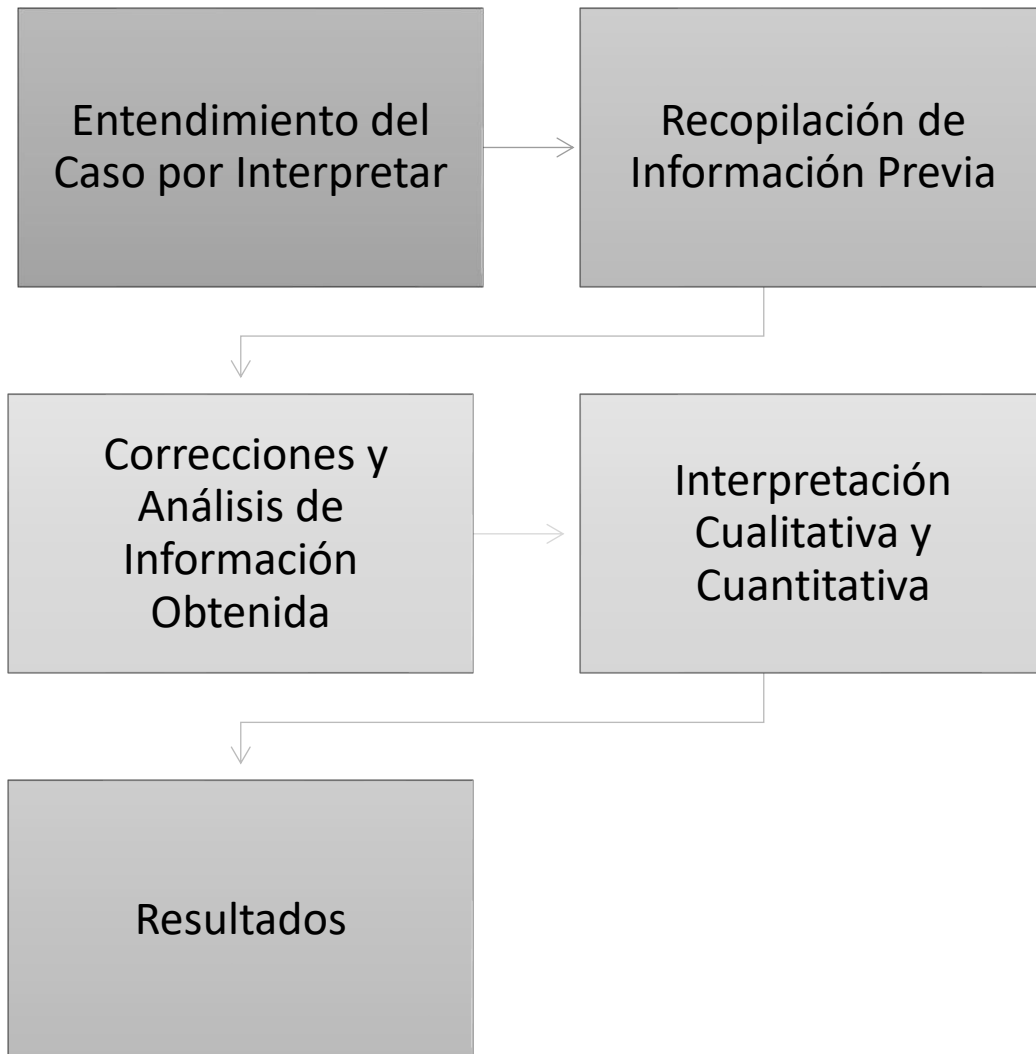 Entendimiento del
Caso por Interpretar
Recopilación de
Información Previa
Correcciones y
Análisis de
Información
Obtenida
Interpretación
Cualitativa y
Cuantitativa
Resultados